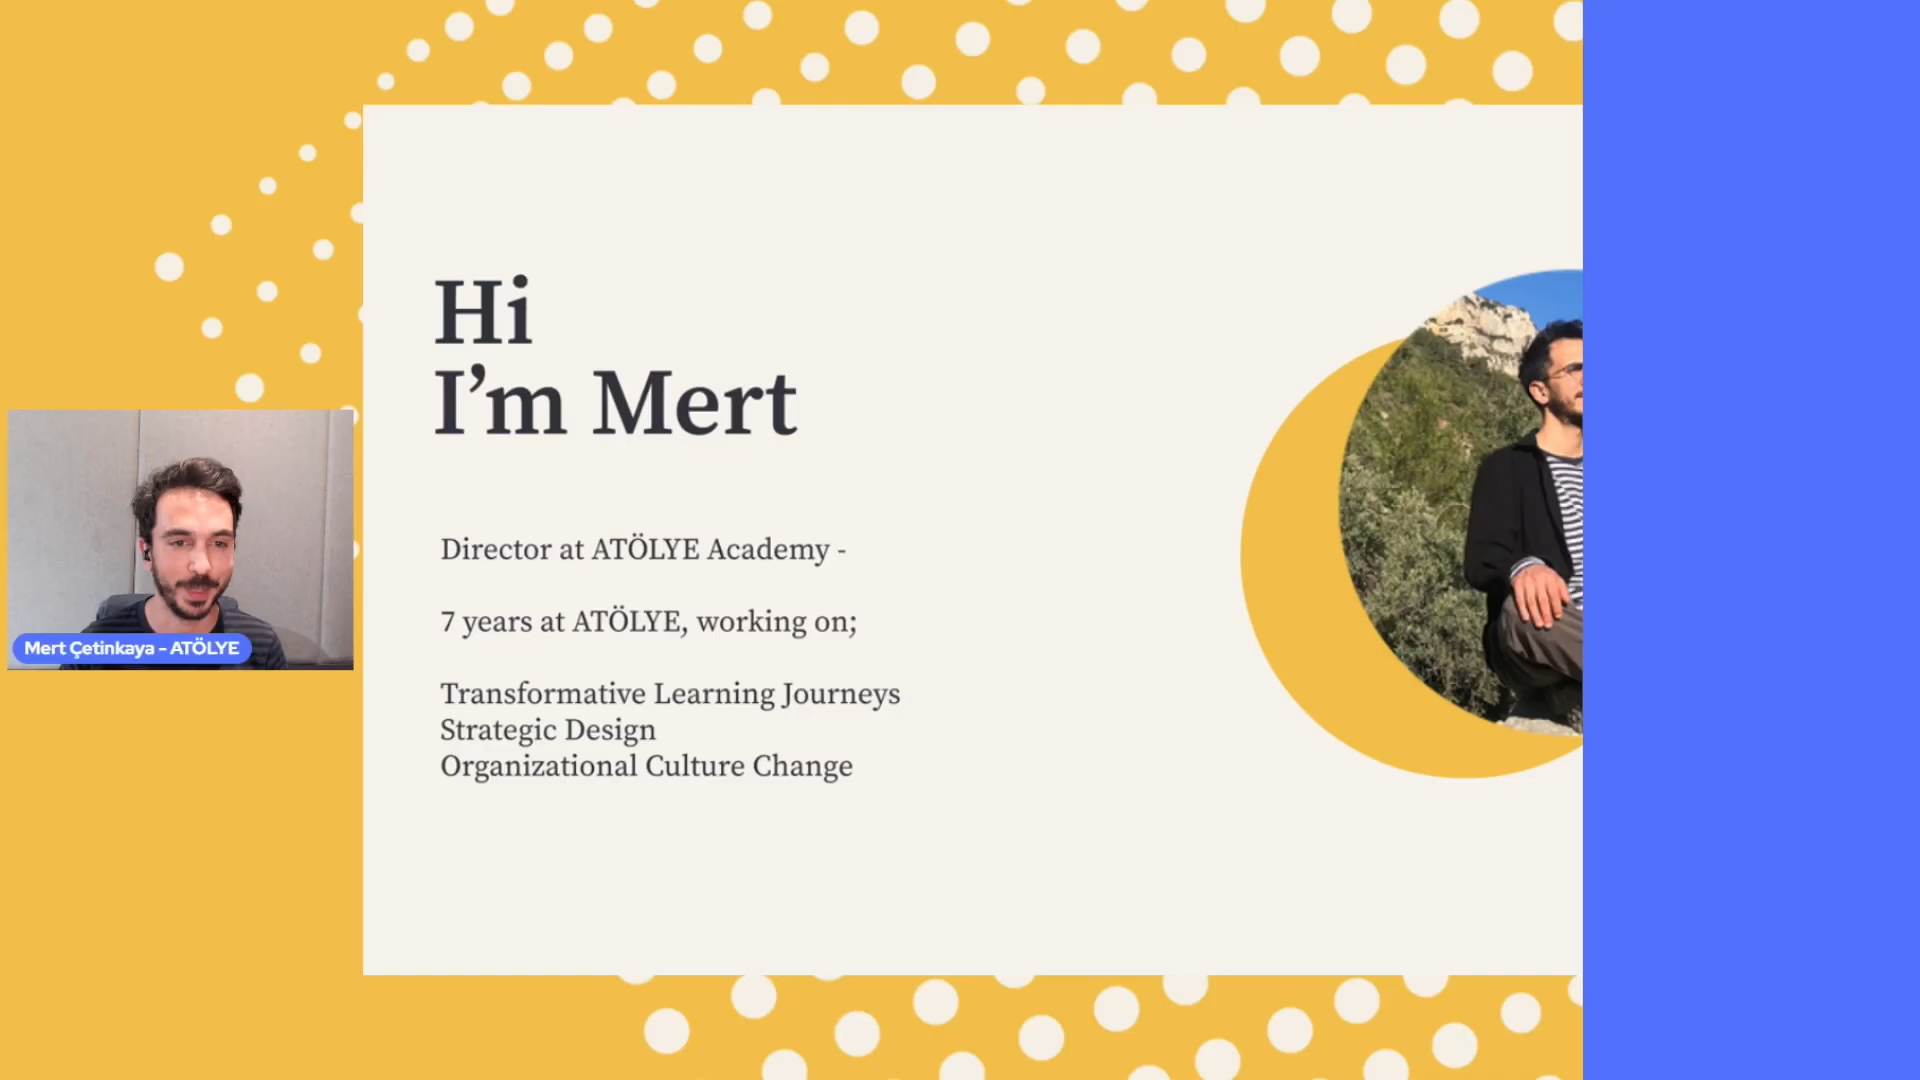 Hi
I’m Mert
Director at ATÖLYE Academy -
7 years at ATÖLYE, working on;
Transformative Learning Journeys
Strategic Design
Organizational Culture Change
Mert Çetinkaya – ATÖLYE